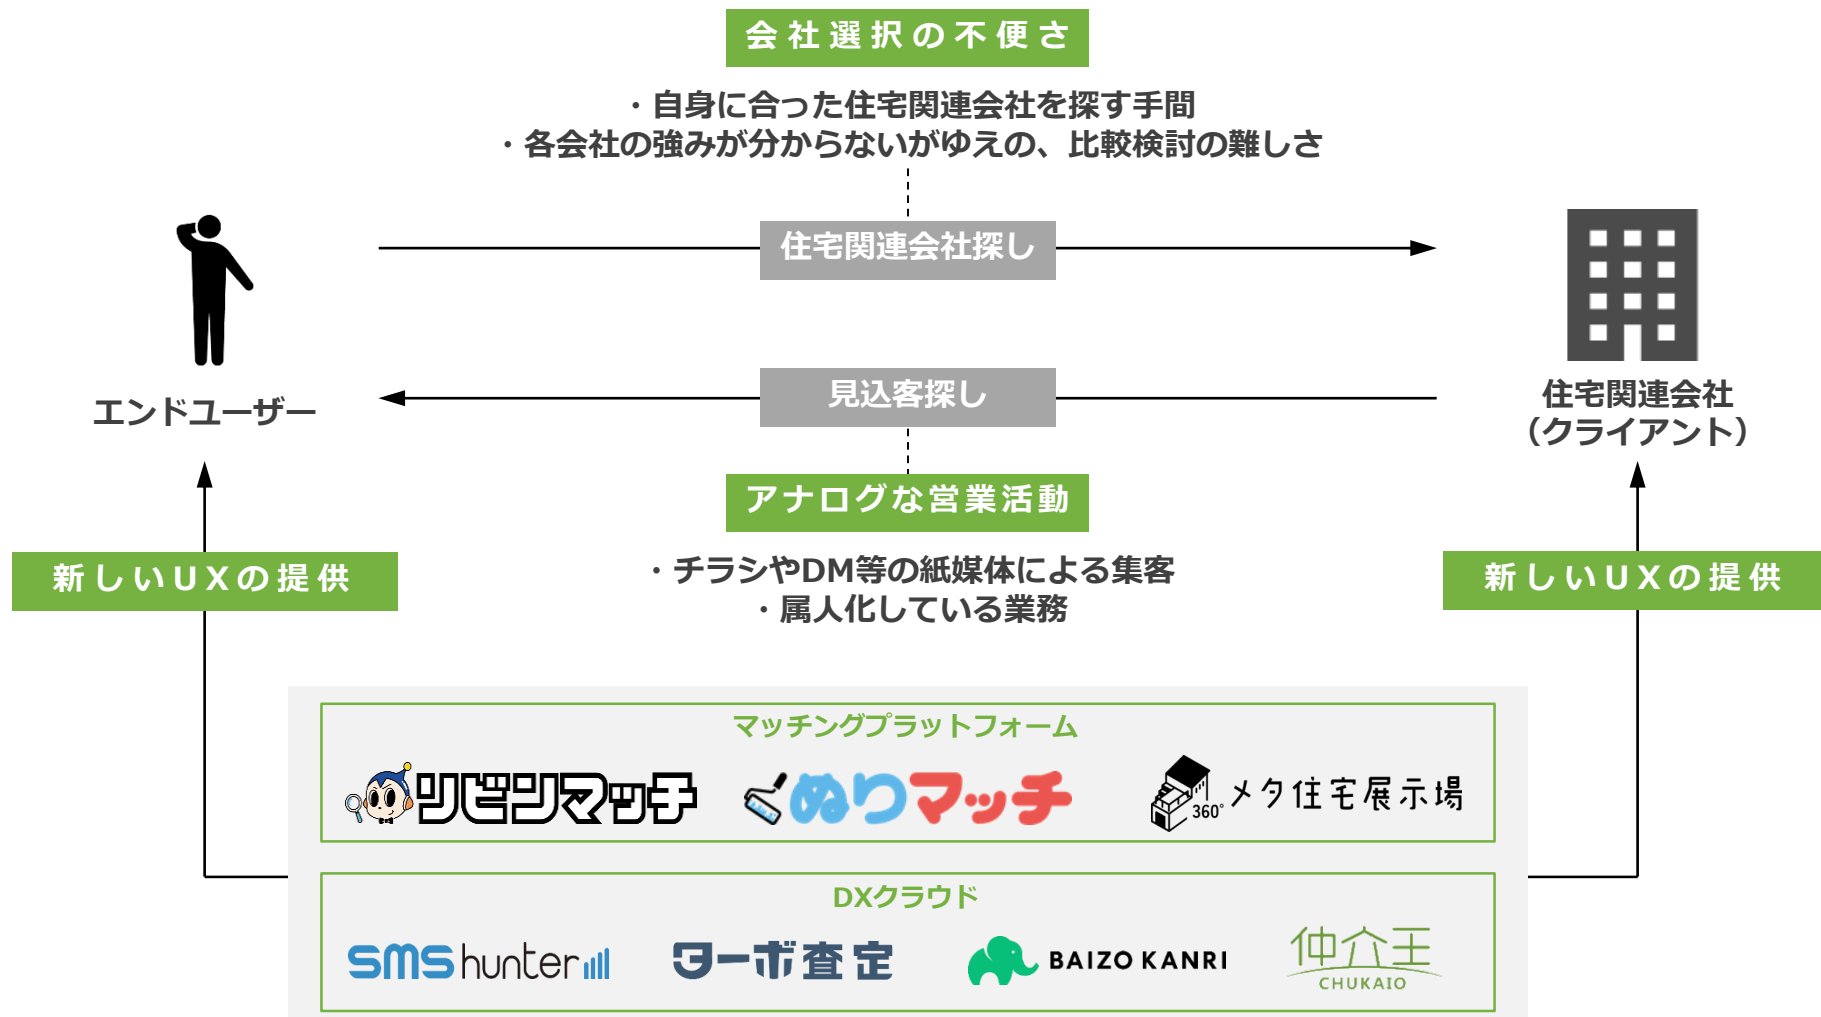 会社選択の不便さ
・自身に合った住宅関連会社を探す手間
・各会社の強みが分からないがゆえの、比較検討の難しさ
住宅関連会社探し
見込客探し
エンドユーザー
住宅関連会社
（クライアント）
アナログな営業活動
・チラシやDM等の紙媒体による集客
・属人化している業務
新しいUXの提供
新しいUXの提供
マッチングプラットフォーム
リビンマッチ
ぬりマッチ
360°メタ住宅展示場
DXクラウド
SMS hunter
ターボ査定
BAIZO KANRI
仲介王
CHUKAIO